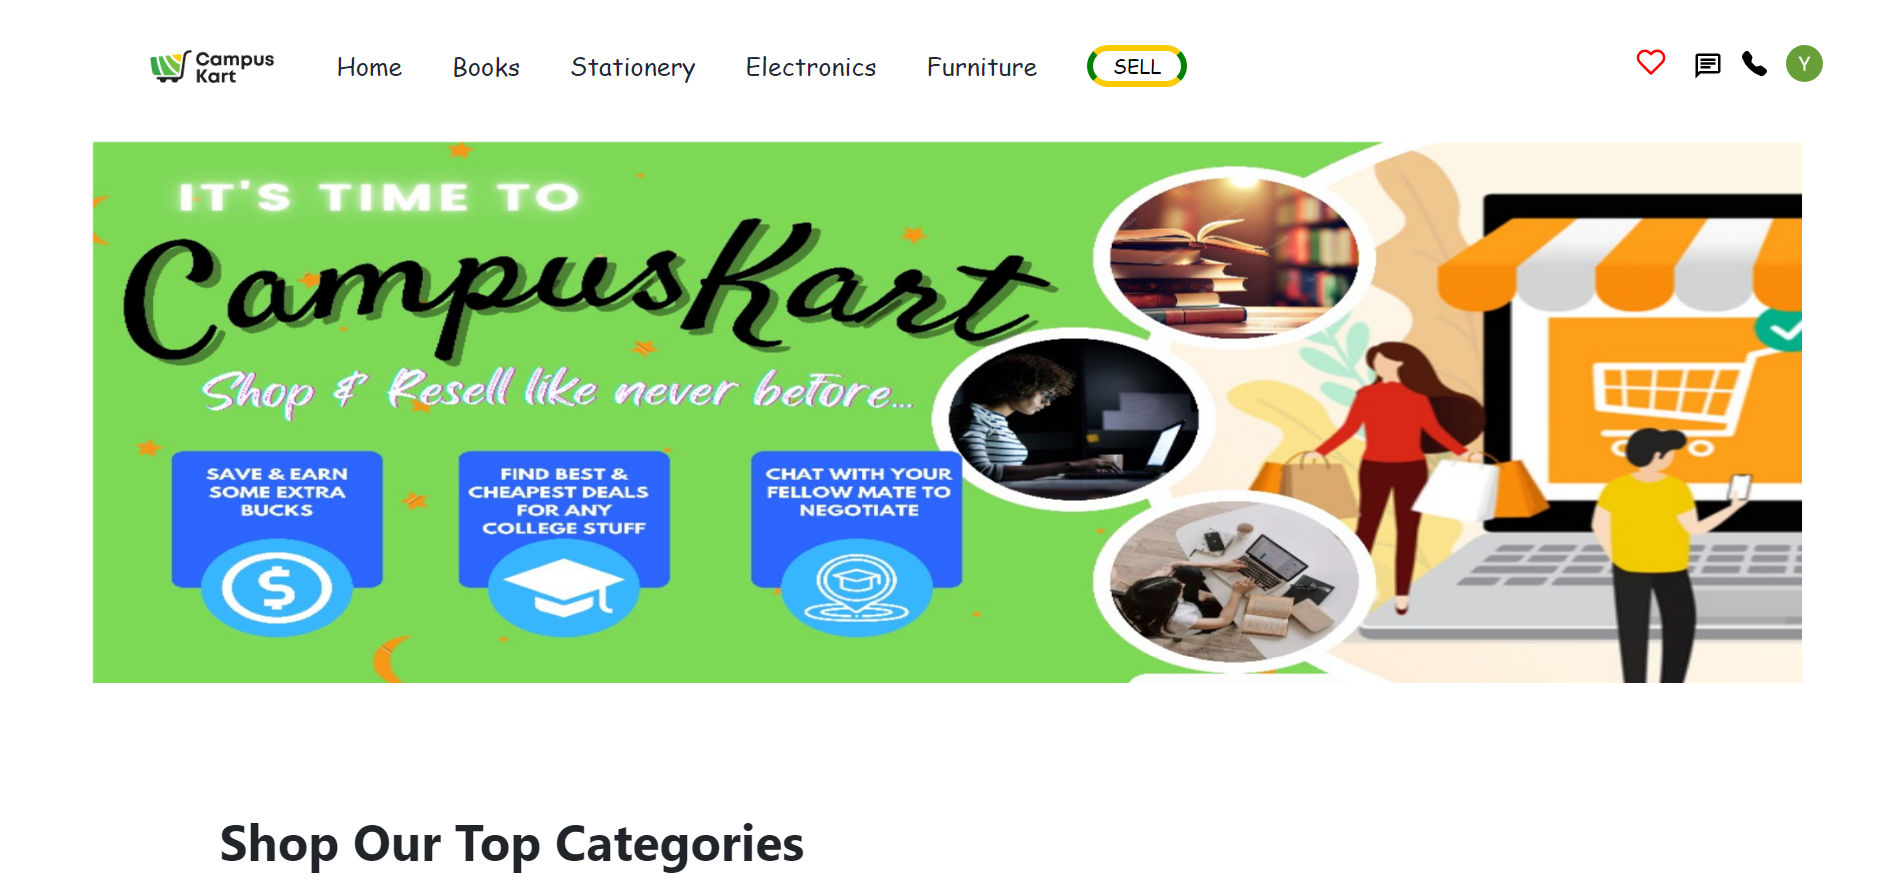 Campus
Kart
Home
Books
Stationery
Electronics
Furniture
SELL
Y
IT'S TIME TO
CampusKart
Shop & Resell like never before...
SAVE & EARN
SOME EXTRA
BUCKS
FIND BEST &
CHEAPEST DEALS
FOR ANY
COLLEGE STUFF
CHAT WITH YOUR
FELLOW MATE TO
NEGOTIATE
Shop Our Top Categories